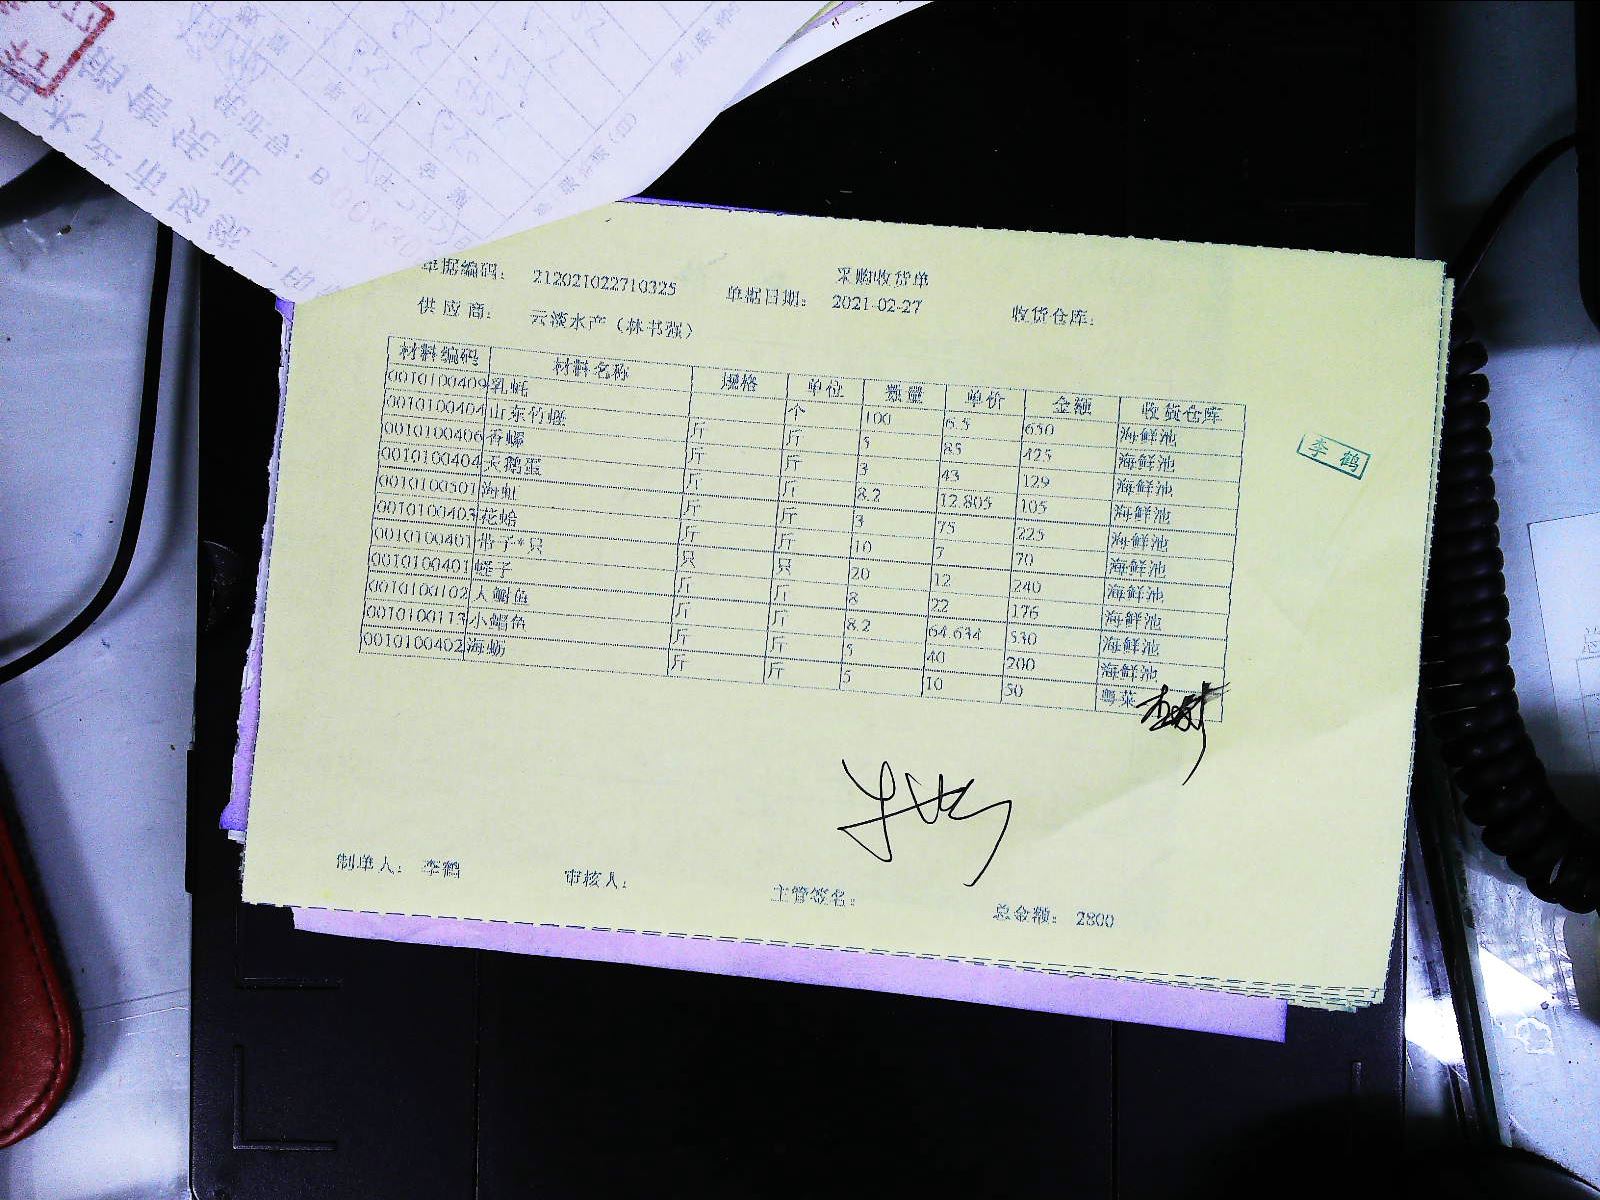 采购收货单
单据编码： 212021022710325 单据日期： 2021-02-27 收货仓库：
供应商： 云淡水产（林书强）
材料编码 材料名称 规格 单位 数量 单价 金额 收货仓库
0010100409 乳蚝 个 100 6.5 650 海鲜池
0010100404 山东竹蛏 斤 斤 5 85 425 海鲜池
0010100406 香螺 斤 斤 3 43 129 海鲜池
0010100404 天鹅蛋 斤 斤 8.2 12.805 105 海鲜池
0010100501 海虹 斤 斤 3 75 225 海鲜池
0010100403 花蛤 斤 斤 10 7 70 海鲜池
0010100401 带子*只 只 只 20 12 240 海鲜池
0010100401 蛏子 斤 斤 8 22 176 海鲜池
0010100102 斤 斤 8.2 64.634 530 海鲜池
0010100113 斤 斤 5 40 200 海鲜池
0010100402 海蛎 斤 斤 5 10 50 粤菜
李鹤
制单人： 李鹤 审核人： 主管签名： 总金额： 2800